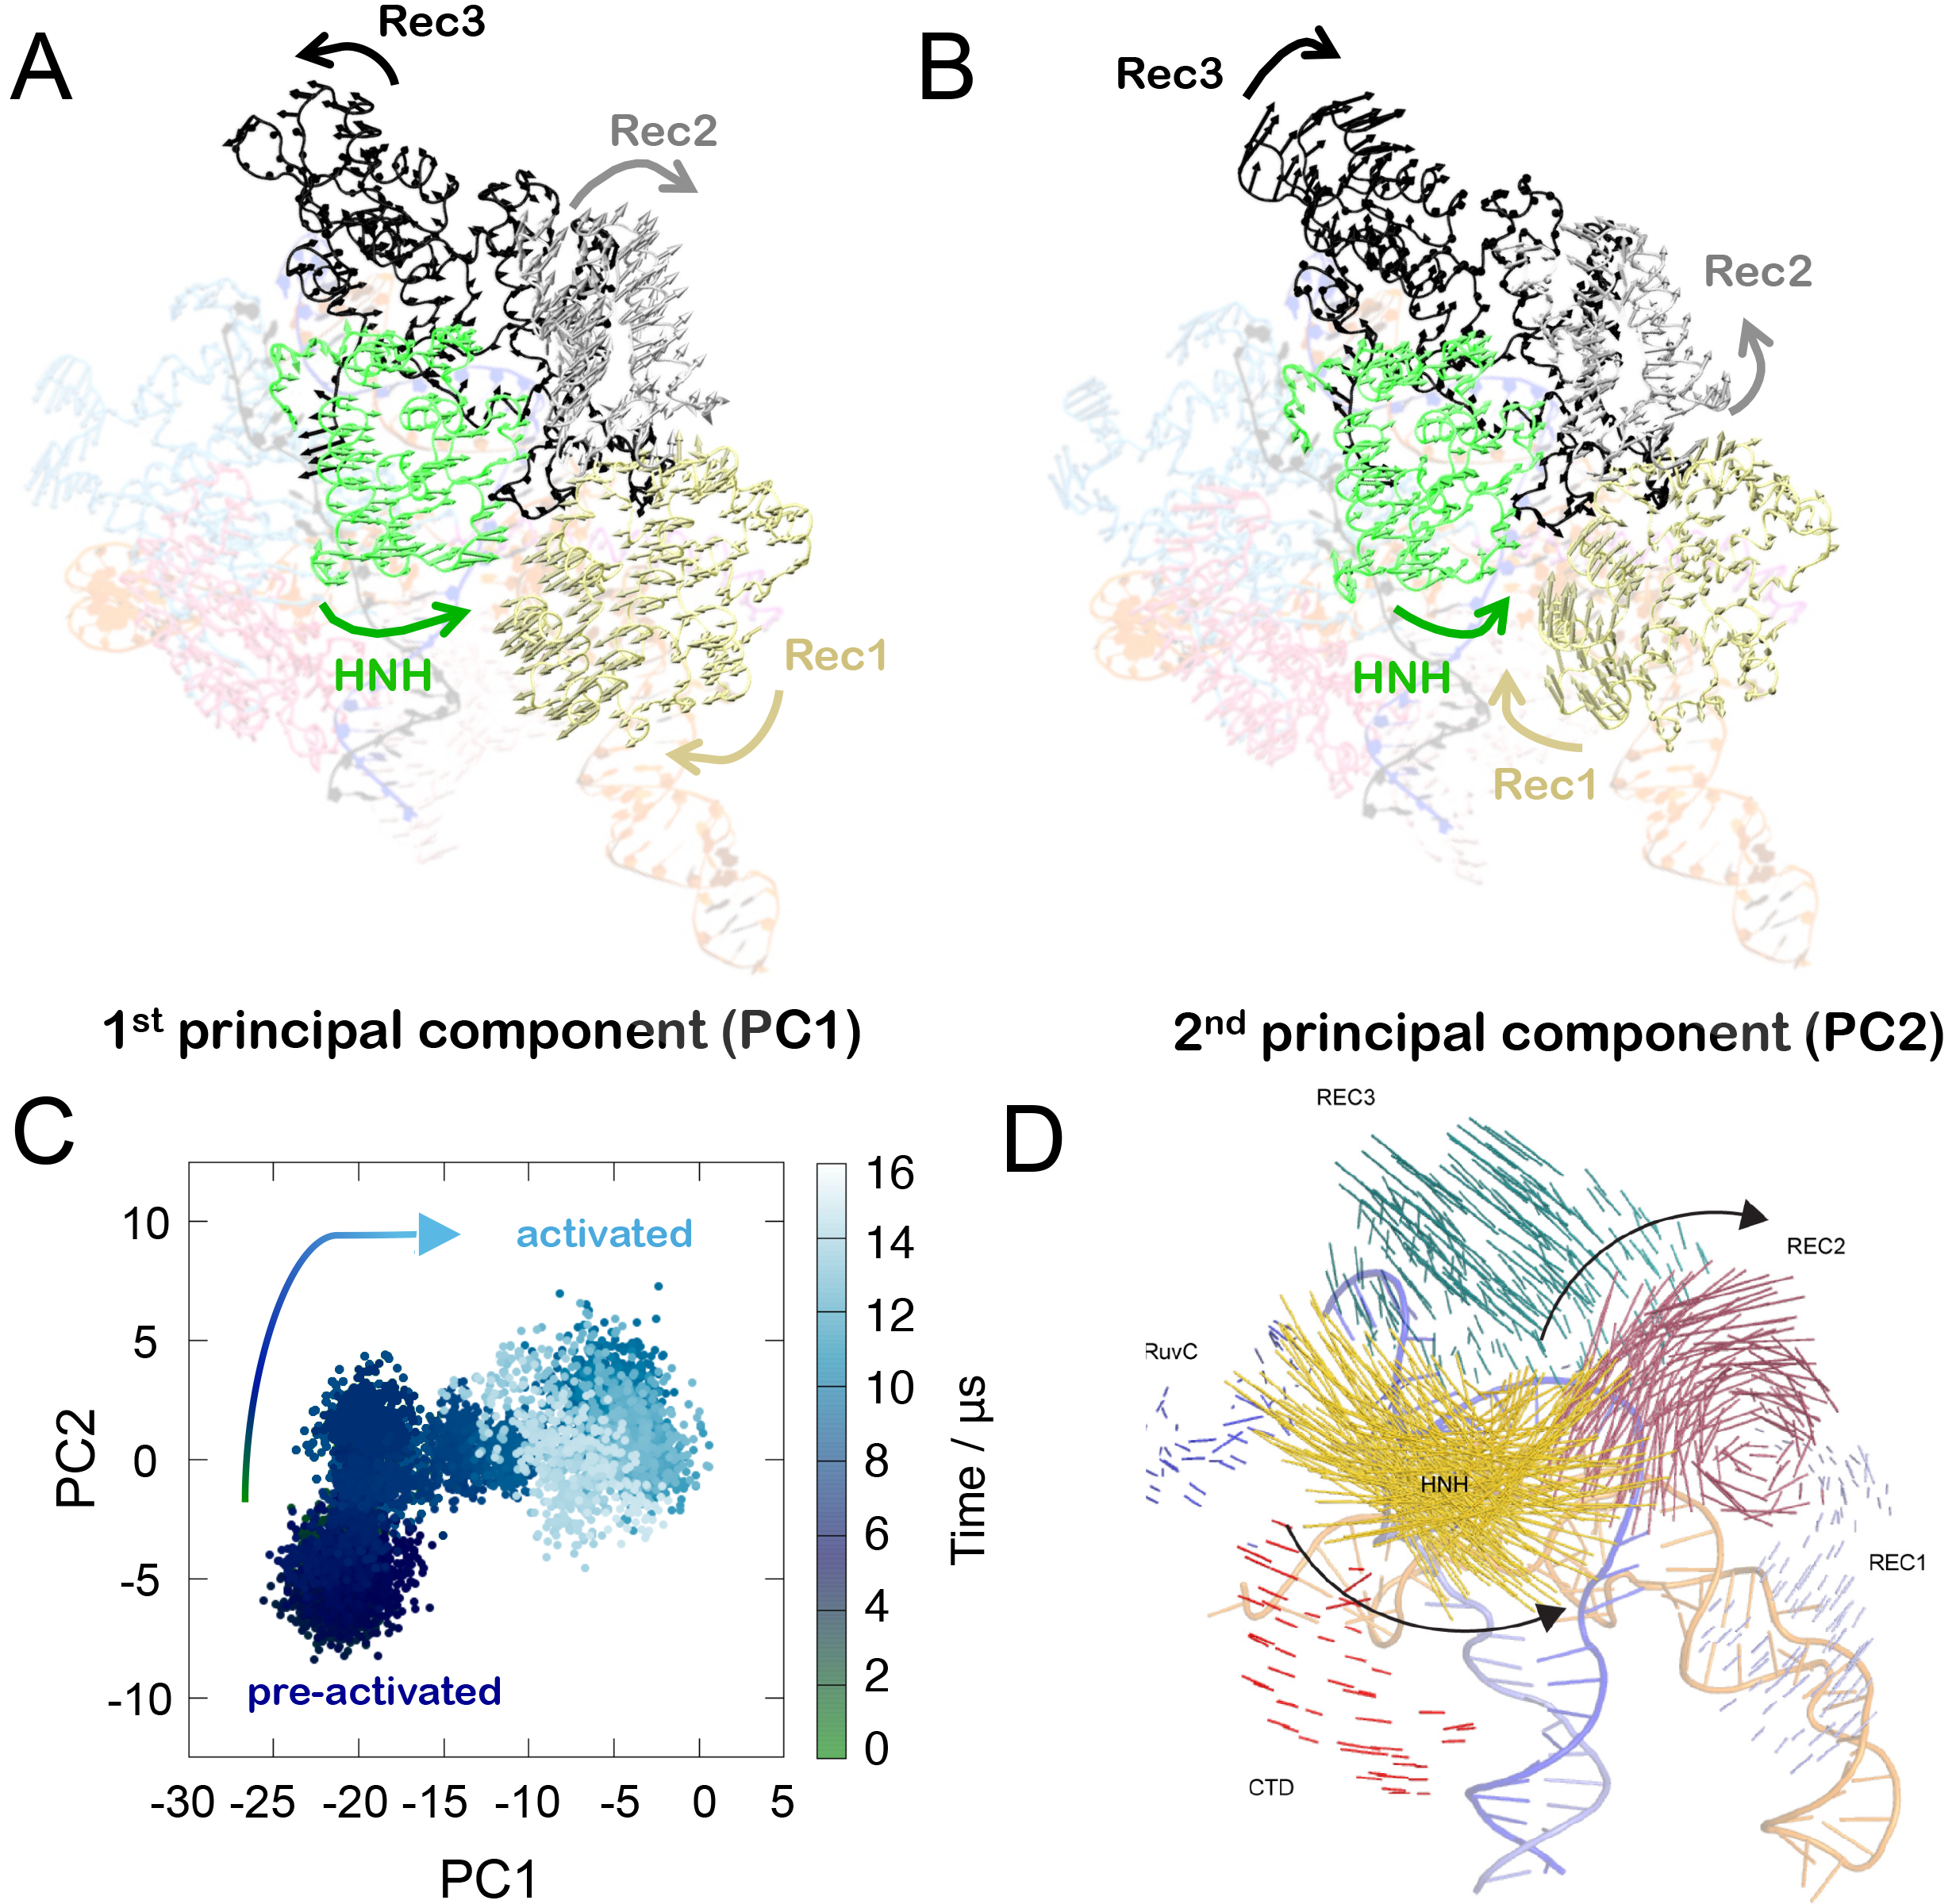 A
Rec3
Rec2
HNH
Rec1
1st principal component (PC1)
B
Rec3
Rec2
HNH
Rec1
2nd principal component (PC2)
C
10
5
0
-5
-10
PC2
-30 -25 -20 -15 -10 -5 0 5
PC1
activated
pre-activated
16
14
12
10
8
6
4
2
0
Time / µs
D
REC3
REC2
RuvC
HNH
REC1
CTD